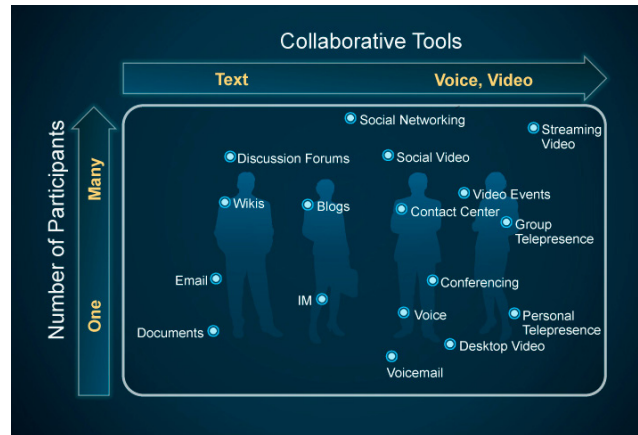 Collaborative Tools
Text
Voice, Video
Number of Participants
Many
One
Social Networking
Streaming
Video
Discussion Forums
Social Video
Wikis
Blogs
Contact Center
Video Events
Group
Telepresence
Email
IM
Conferencing
Documents
Voice
Personal
Telepresence
Desktop Video
Voicemail